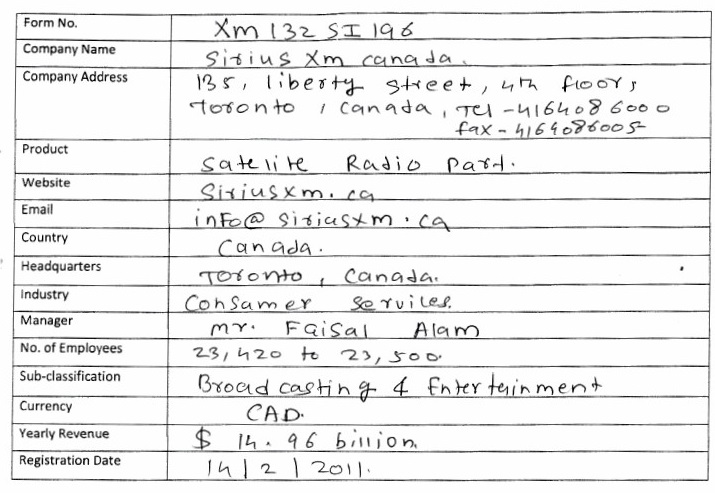 Form No. Xm 132 SI 196
Company Name Sirius Xm canada.
Company Address 135, liberty street, 4th floor,
Toronto, Canada, Tel -4164086000
fax - 4164086005
Product Satelite Radio Part.
Website Siriusxm.ca
Email info@siriusxm.ca
Country Canada.
Headquarters Toronto, Canada.
Industry Consumer Services.
Manager mr. Faisal Alam
No. of Employees 23,420 to 23,500.
Sub-classification Broadcasting & Entertainment
Currency CAD.
Yearly Revenue $ 14.96 billion.
Registration Date 14/2/2011.